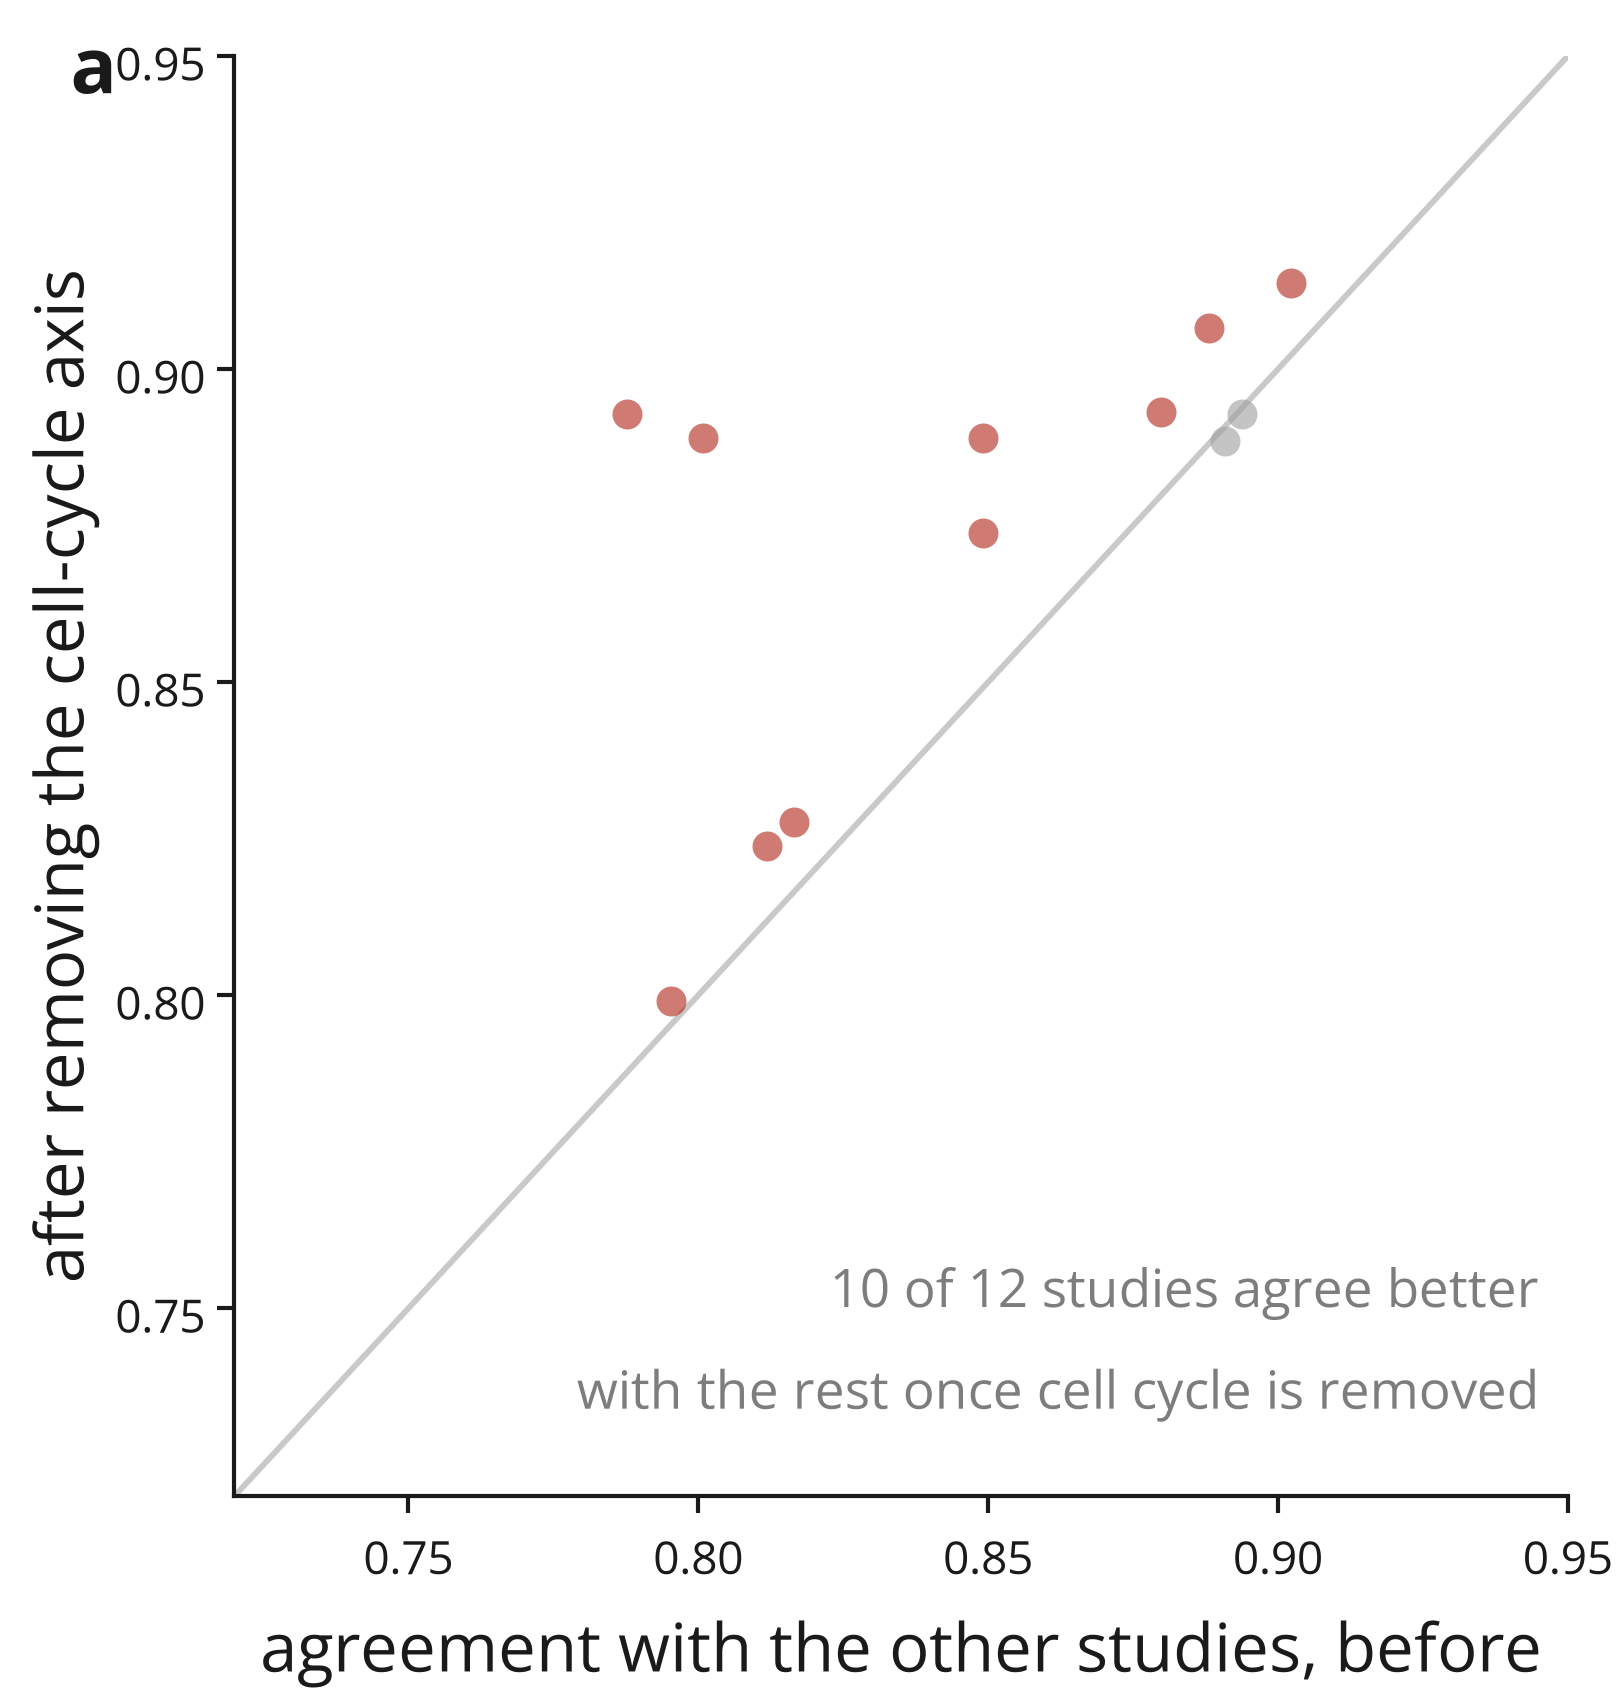 a
0.95
0.90
0.85
0.80
0.75
after removing the cell-cycle axis
10 of 12 studies agree better
with the rest once cell cycle is removed
0.75 0.80 0.85 0.90 0.95
agreement with the other studies, before